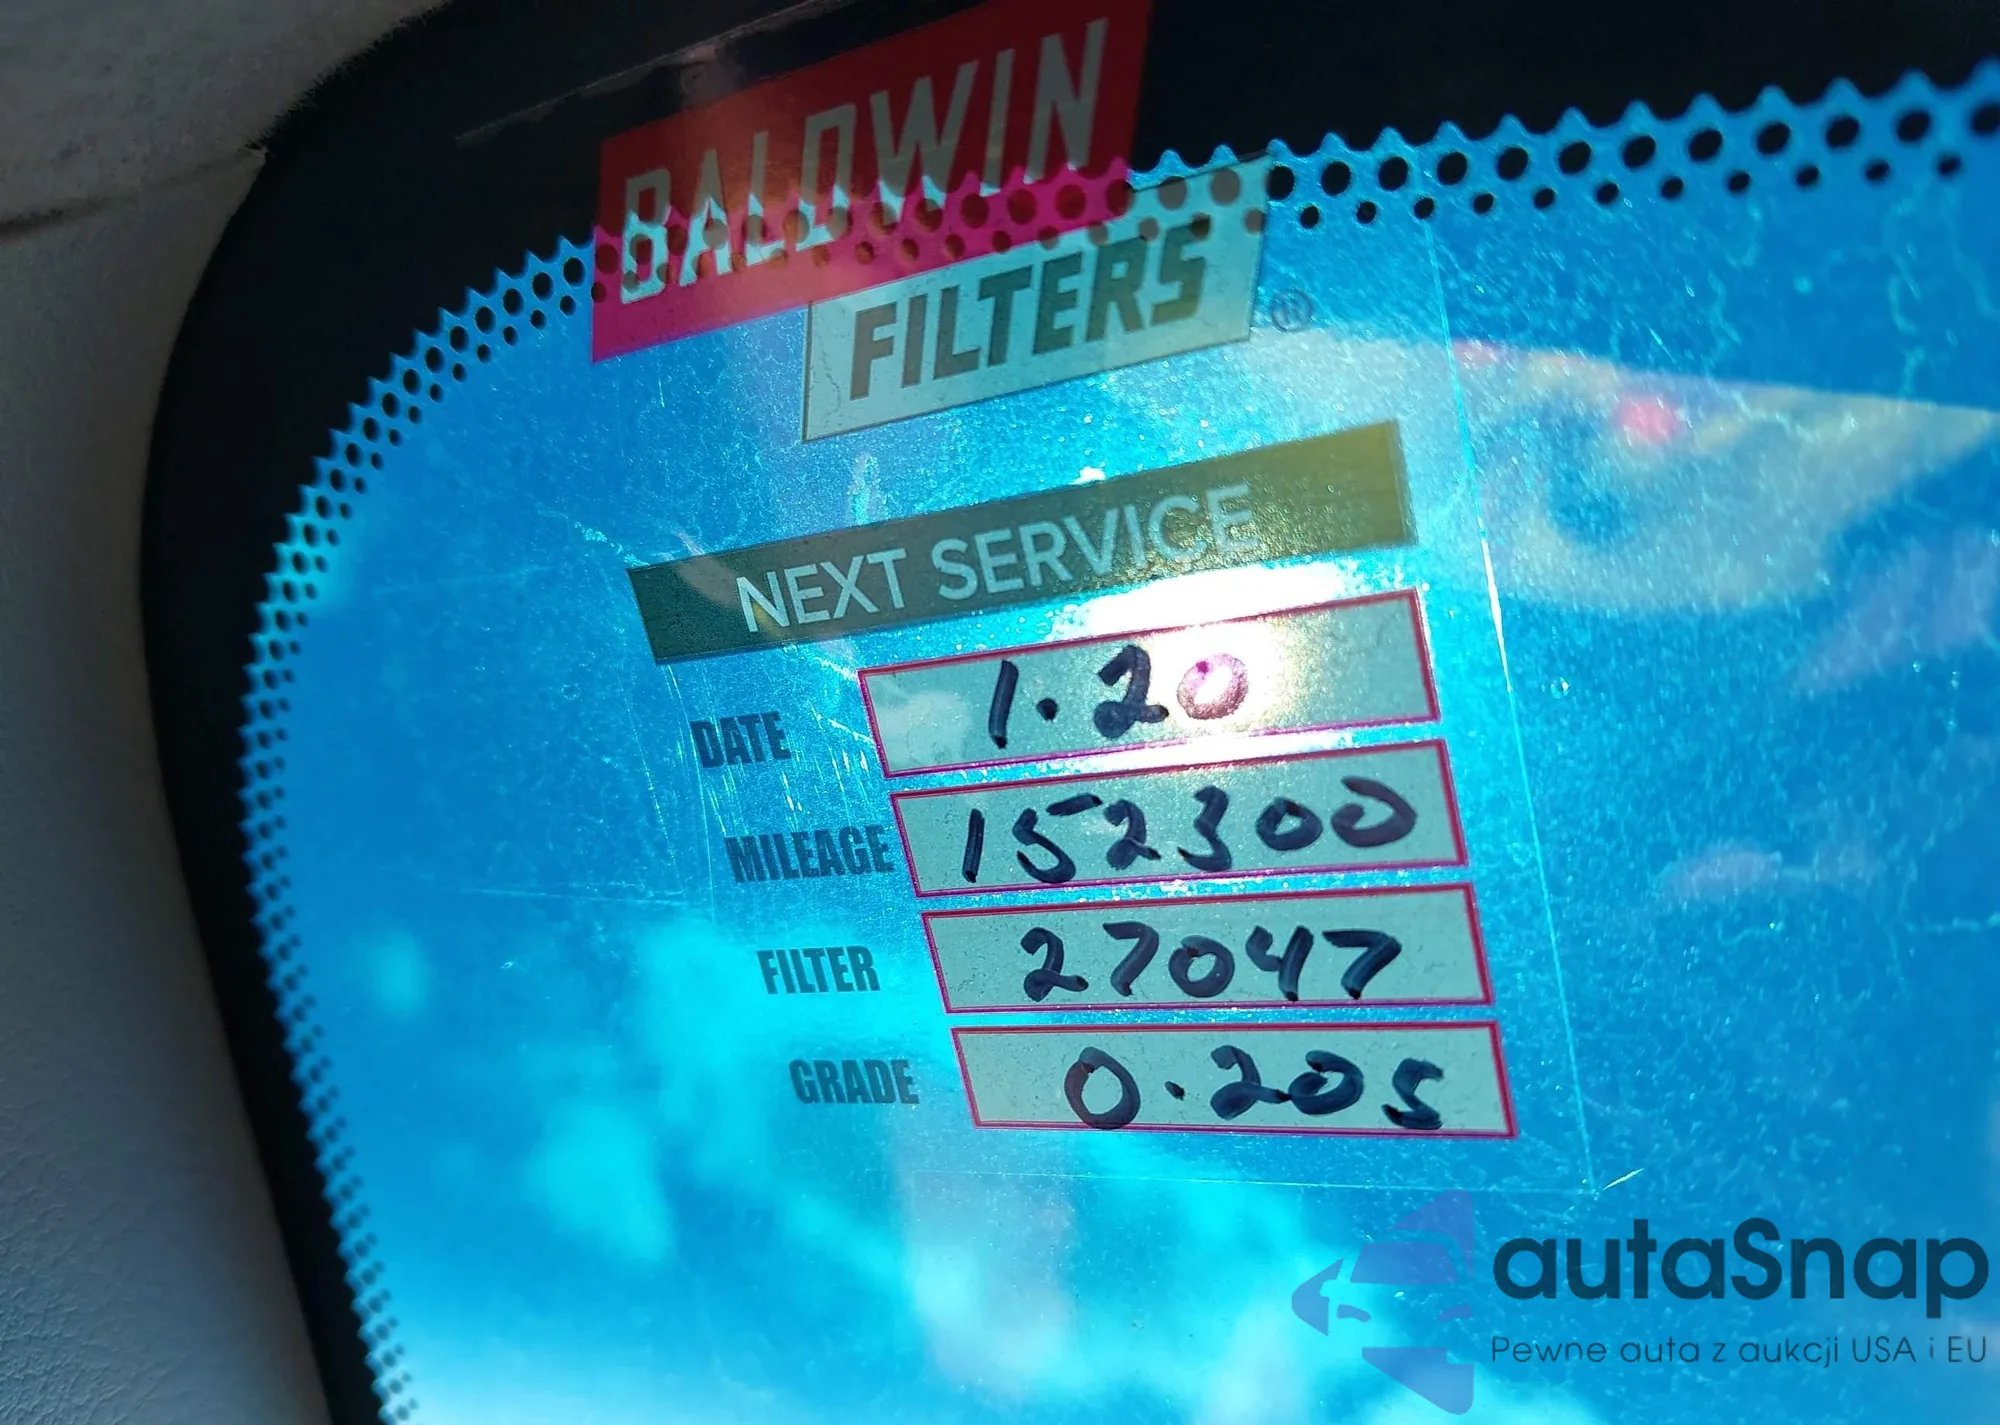 BALDWIN
FILTERS®
NEXT SERVICE
DATE 1.20
MILEAGE 152300
FILTER 27047
GRADE 0.20s
autaSnap
Pewne auta z aukcji USA i EU